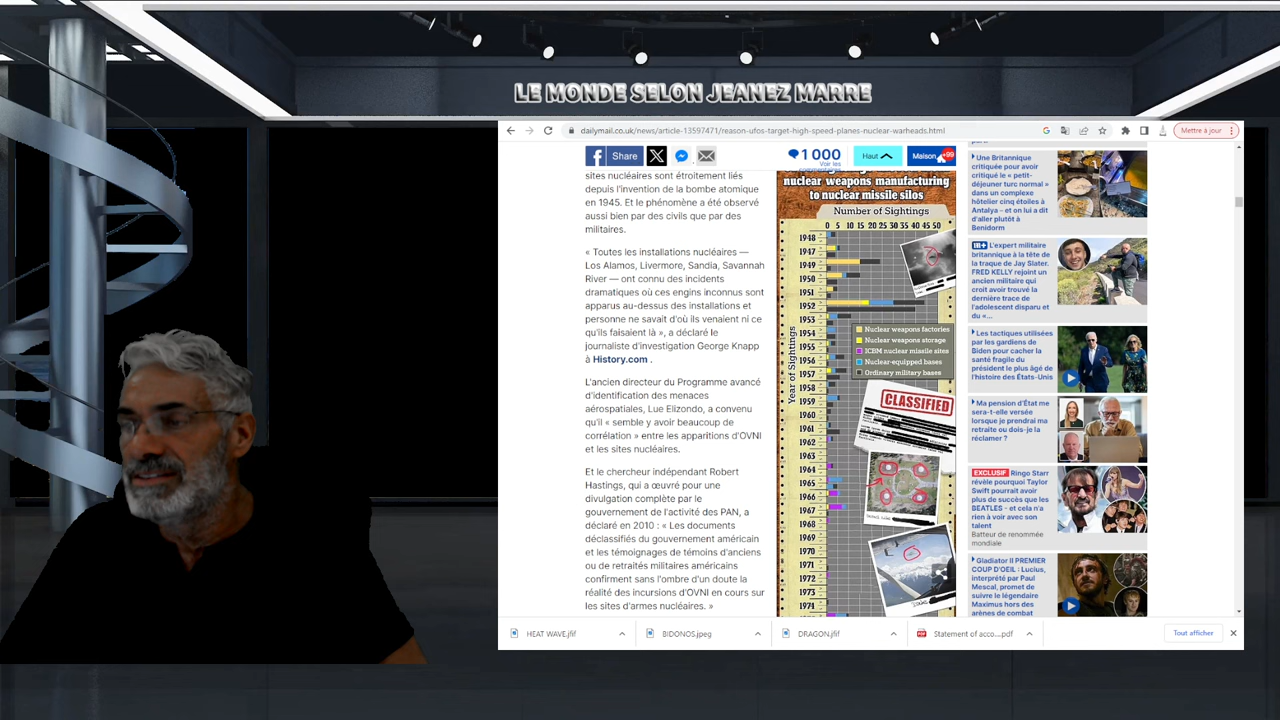 LE MONDE SELON JEANEZ MARRE
dailymail.co.uk/news/article-13597471/reason-ufos-target-high-speed-planes-nuclear-warheads.html
Mettre à jour
Share
1 000
Voir les
Haut
Maison
+99
sites nucléaires sont étroitement liés
depuis l'invention de la bombe atomique
en 1945. Et le phénomène a été observé
aussi bien par des civils que par des
militaires.
« Toutes les installations nucléaires —
Los Alamos, Livermore, Sandia, Savannah
River — ont connu des incidents
dramatiques où ces engins inconnus sont
apparus au-dessus des installations et
personne ne savait d'où ils venaient ni ce
qu'ils faisaient là », a déclaré le
journaliste d'investigation George Knapp
à History.com .
L'ancien directeur du Programme avancé
d'identification des menaces
aérospatiales, Lue Elizondo, a convenu
qu'il « semble y avoir beaucoup de
corrélation » entre les apparitions d'OVNI
et les sites nucléaires.
Et le chercheur indépendant Robert
Hastings, qui a œuvré pour une
divulgation complète par le
gouvernement de l'activité des PAN, a
déclaré en 2010 : « Les documents
déclassifiés du gouvernement américain
et les témoignages de témoins d'anciens
ou de retraités militaires américains
confirment sans l'ombre d'un doute la
réalité des incursions d'OVNI en cours sur
les sites d'armes nucléaires. »
nuclear weapons manufacturing
to nuclear missile silos
Number of Sightings
0 5 10 15 20 25 30 35 40 45 50
Year of Sightings
1948
1947
1949
1950
1951
1952
1953
1954
1955
1956
1957
1958
1959
1960
1961
1962
1963
1964
1965
1966
1967
1968
1969
1970
1971
1972
1973
1974
Nuclear weapons factories
Nuclear weapons storage
ICBM nuclear missile sites
Nuclear-equipped bases
Ordinary military bases
CLASSIFIED
Une Britannique
critiquée pour avoir
critiqué le « petit-
déjeuner turc normal »
dans un complexe
hôtelier cinq étoiles à
Antalya – et on lui a dit
d'aller plutôt à
Benidorm
L'expert militaire
britannique à la tête de
la traque de Jay Slater.
FRED KELLY rejoint un
ancien militaire qui
croit avoir trouvé la
dernière trace de
l'adolescent disparu et
du «...
Les tactiques utilisées
par les gardiens de
Biden pour cacher la
santé fragile du
président le plus âgé de
l'histoire des États-Unis
Ma pension d'État me
sera-t-elle versée
lorsque je prendrai ma
retraite ou dois-je la
réclamer ?
EXCLUSIF Ringo Starr
révèle pourquoi Taylor
Swift pourrait avoir
plus de succès que les
BEATLES – et cela n'a
rien à voir avec son
talent
Batteur de renommée
mondiale
Gladiator II PREMIER
COUP D'OEIL : Lucius,
interprété par Paul
Mescal, promet de
suivre le légendaire
Maximus hors des
arènes de combat
HEAT WAVE.jfif
BIDONOS.jpeg
DRAGON.jfif
Statement of acco....pdf
Tout afficher